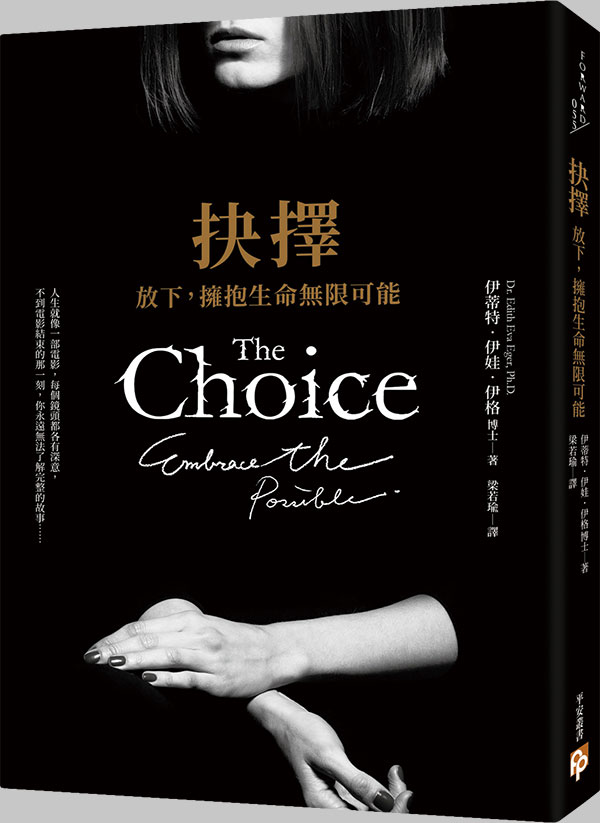 抉擇
放下，擁抱生命無限可能
The
Choice
Embrace the
Possible
Dr. Edith Eva Eger, Ph.D.
伊蒂特．伊娃．伊格 博士—著　梁若瑜—譯
人生就像一部電影，每個鏡頭都各有深意，
不到電影結束的那一刻，你永遠無法了解完整的故事……
FORWARD
055
抉擇
放下，擁抱生命無限可能
伊蒂特．伊娃．伊格 博士—著
梁若瑜—譯
平安叢書